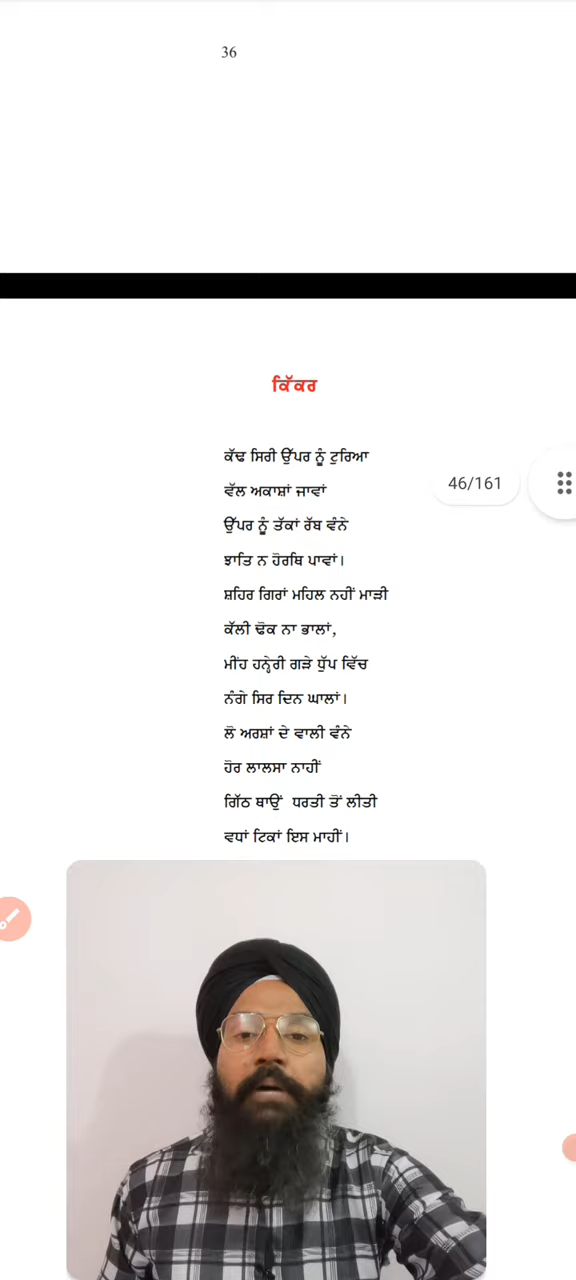 36
ਕਿੱਕਰ
ਕੱਢ ਸਿਰੀ ਉੱਪਰ ਨੂੰ ਟੁਰਿਆ
ਵੱਲ ਅਕਾਸ਼ਾਂ ਜਾਵਾਂ
46/161
ਉੱਪਰ ਨੂੰ ਤੱਕਾਂ ਰੱਬ ਵੰਨੇ
ਝਾਤਿ ਨ ਹੋਰਥਿ ਪਾਵਾਂ।
ਸ਼ਹਿਰ ਗਿਰਾਂ ਮਹਿਲ ਨਹੀਂ ਮਾੜੀ
ਕੱਲੀ ਢੋਕ ਨਾ ਭਾਲਾਂ,
ਮੀਂਹ ਹਨ੍ਹੇਰੀ ਗੜੇ ਧੁੱਪ ਵਿੱਚ
ਨੰਗੇ ਸਿਰ ਦਿਨ ਘਾਲਾਂ।
ਲੋ ਅਰਸ਼ਾਂ ਦੇ ਵਾਲੀ ਵੰਨੇ
ਹੋਰ ਲਾਲਸਾ ਨਾਹੀਂ
ਗਿੱਠ ਥਾਉਂ ਧਰਤੀ ਤੋਂ ਲੀਤੀ
ਵਧਾਂ ਟਿਕਾਂ ਇਸ ਮਾਹੀਂ।